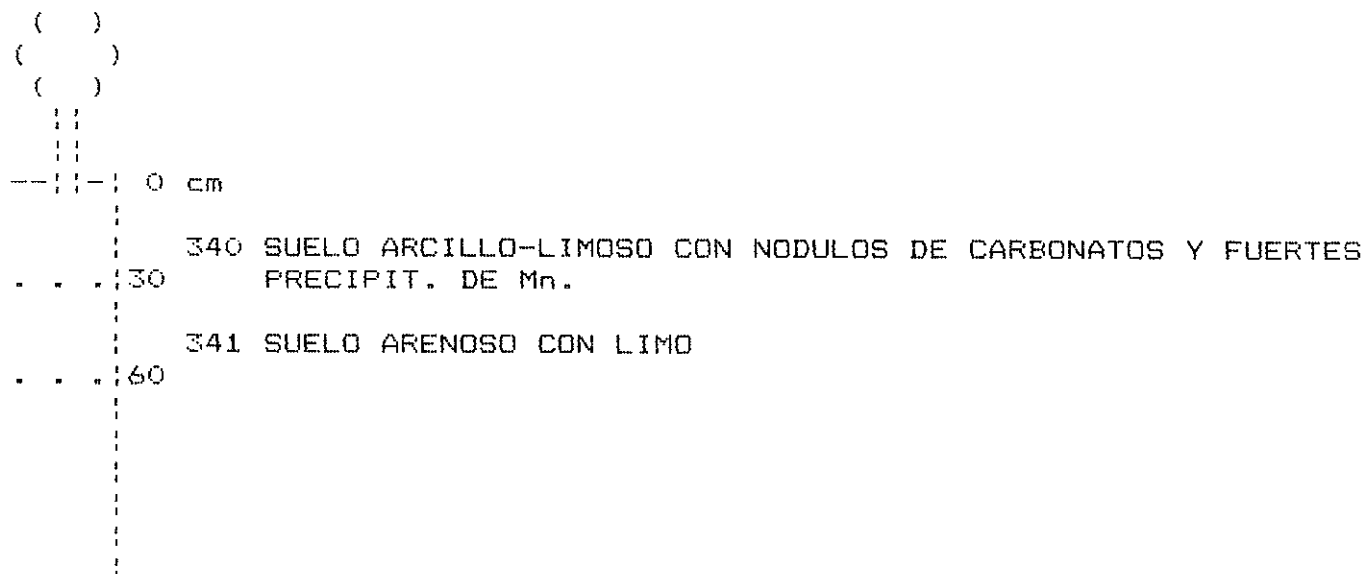 0 cm
340 SUELO ARCILLO-LIMOSO CON NODULOS DE CARBONATOS Y FUERTES
30 PRECIPIT. DE Mn.
341 SUELO ARENOSO CON LIMO
60